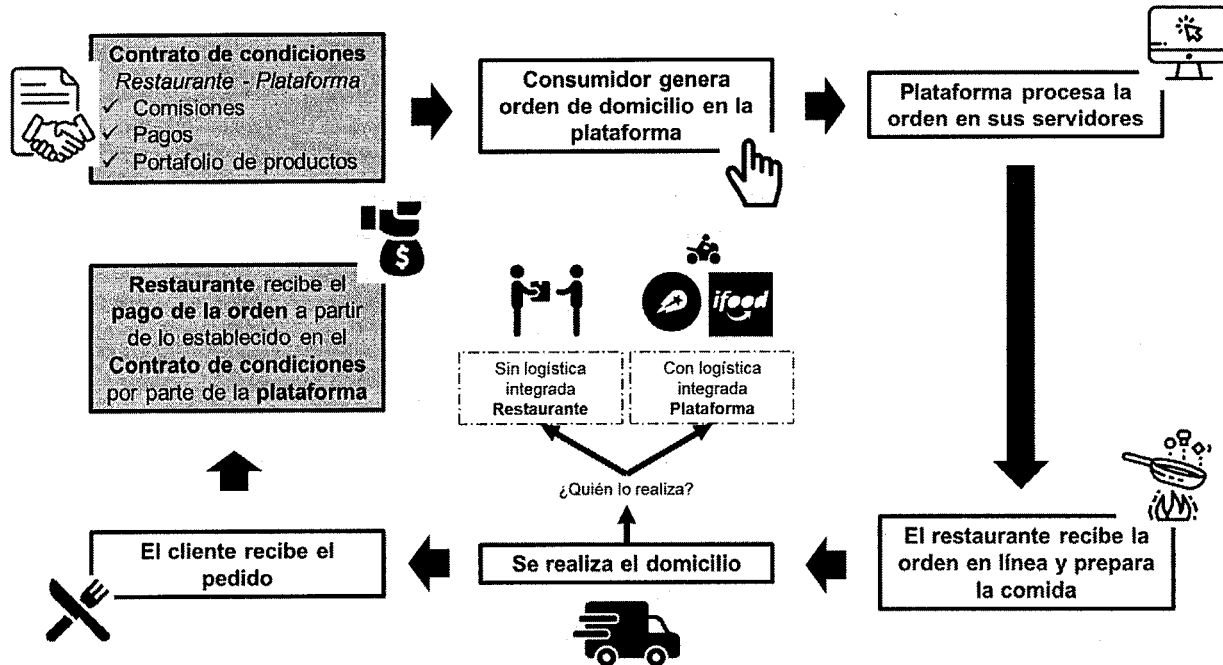 Contrato de condiciones
Restaurante - Plataforma
✓ Comisiones
✓ Pagos
✓ Portafolio de productos
Consumidor genera
orden de domicilio en la
plataforma
Plataforma procesa la
orden en sus servidores
$
Restaurante recibe el
pago de la orden a partir
de lo establecido en el
Contrato de condiciones
por parte de la plataforma
ifood
Sin logística
integrada
Restaurante
Con logística
integrada
Plataforma
¿Quién lo realiza?
El cliente recibe el
pedido
Se realiza el domicilio
El restaurante recibe la
orden en línea y prepara
la comida